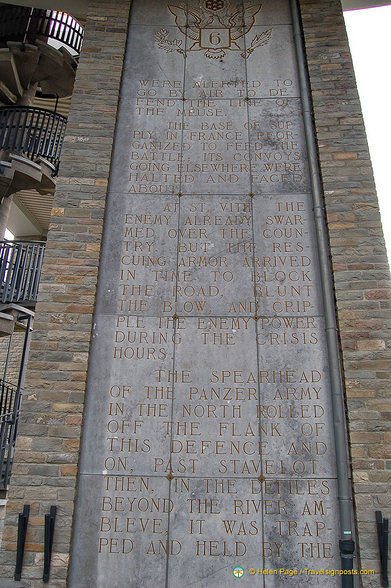 6
WERE ALERTED TO
GO BY AIR TO DE-
FEND THE LINE OF
THE MEUSE.
THE BASE OF SUP-
PLY IN FRANCE REOR-
GANIZED TO FEED THE
BATTLE: ITS CONVOYS
GOING ELSEWHERE WERE
HALTED AND FACED
ABOUT.
AT ST. VITH THE
ENEMY ALREADY SWAR-
MED OVER THE COUN-
TRY, BUT THE RES-
CUING ARMOR ARRIVED
IN TIME TO BLOCK
THE ROAD, BLUNT
THE BLOW AND CRIP-
PLE THE ENEMY POWER
DURING THE CRISIS
HOURS.
THE SPEARHEAD
OF THE PANZER ARMY
IN THE NORTH ROLLED
OFF THE FLANK OF
THIS DEFENCE AND
ON, PAST STAVELOT.
THEN, IN THE DEFILES
BEYOND THE RIVER AM-
BLEVE, IT WAS TRAP-
PED AND HELD BY THE
© Helen Page / Travelsignposts.com